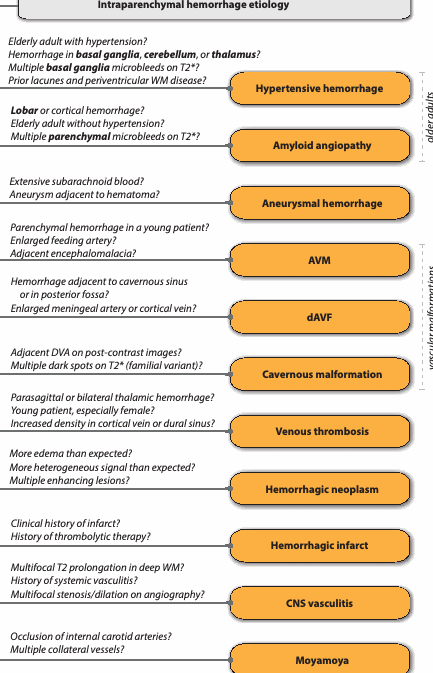 Intraparenchymal hemorrhage etiology
Elderly adult with hypertension?
Hemorrhage in basal ganglia, cerebellum, or thalamus?
Multiple basal ganglia microbleeds on T2*?
Prior lacunes and periventricular WM disease?
Hypertensive hemorrhage
Lobar or cortical hemorrhage?
Elderly adult without hypertension?
Multiple parenchymal microbleeds on T2*?
Amyloid angiopathy
older adults
Extensive subarachnoid blood?
Aneurysm adjacent to hematoma?
Aneurysmal hemorrhage
Parenchymal hemorrhage in a young patient?
Enlarged feeding artery?
Adjacent encephalomalacia?
AVM
Hemorrhage adjacent to cavernous sinus
or in posterior fossa?
Enlarged meningeal artery or cortical vein?
dAVF
Adjacent DVA on post-contrast images?
Multiple dark spots on T2* (familial variant)?
Cavernous malformation
vascular malformations
Parasagittal or bilateral thalamic hemorrhage?
Young patient, especially female?
Increased density in cortical vein or dural sinus?
Venous thrombosis
More edema than expected?
More heterogeneous signal than expected?
Multiple enhancing lesions?
Hemorrhagic neoplasm
Clinical history of infarct?
History of thrombolytic therapy?
Hemorrhagic infarct
Multifocal T2 prolongation in deep WM?
History of systemic vasculitis?
Multifocal stenosis/dilation on angiography?
CNS vasculitis
Occlusion of internal carotid arteries?
Multiple collateral vessels?
Moyamoya